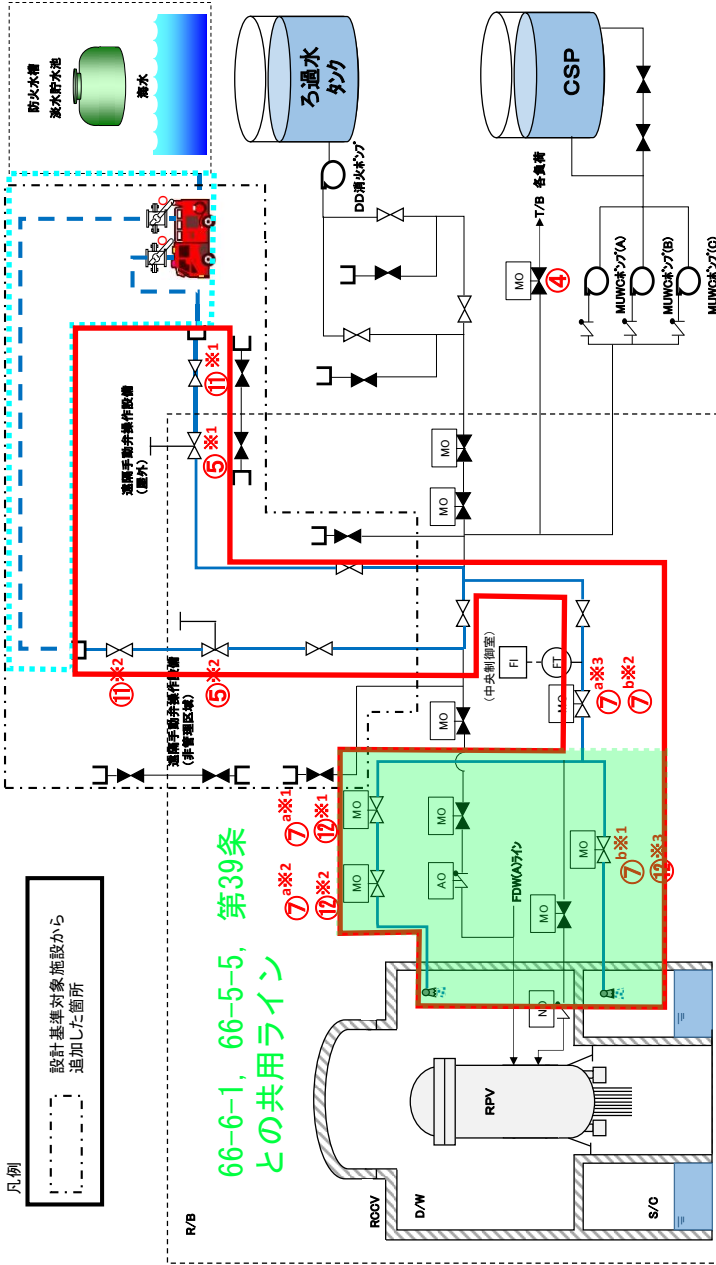 凡例
設計基準対象施設から
追加した箇所
66-6-1, 66-5-5, 第39条
との共用ライン
R/B
RCCV
D/W
RPV
S/C
防火水槽
淡水貯水池
海水
ろ過水
タンク
DD消火ポンプ
CSP
T/B 各負荷
MO
④
MUWCポンプ(A)
MUWCポンプ(B)
MUWCポンプ(C)
遠隔手動弁操作設備
(屋外)
⑪※1
⑤※1
MO
MO
遠隔手動弁操作設備
(非管理区域)
⑪※2
⑤※2
(中央制御室)
FI
FT
MO
⑦a※3
⑦b※2
MO
MO
⑦a※1
⑫※1
MO
⑦a※2
⑫※2
MO
MO
AO
FDW(A)ライン
MO
⑦b※1
⑫※3
MO
NO